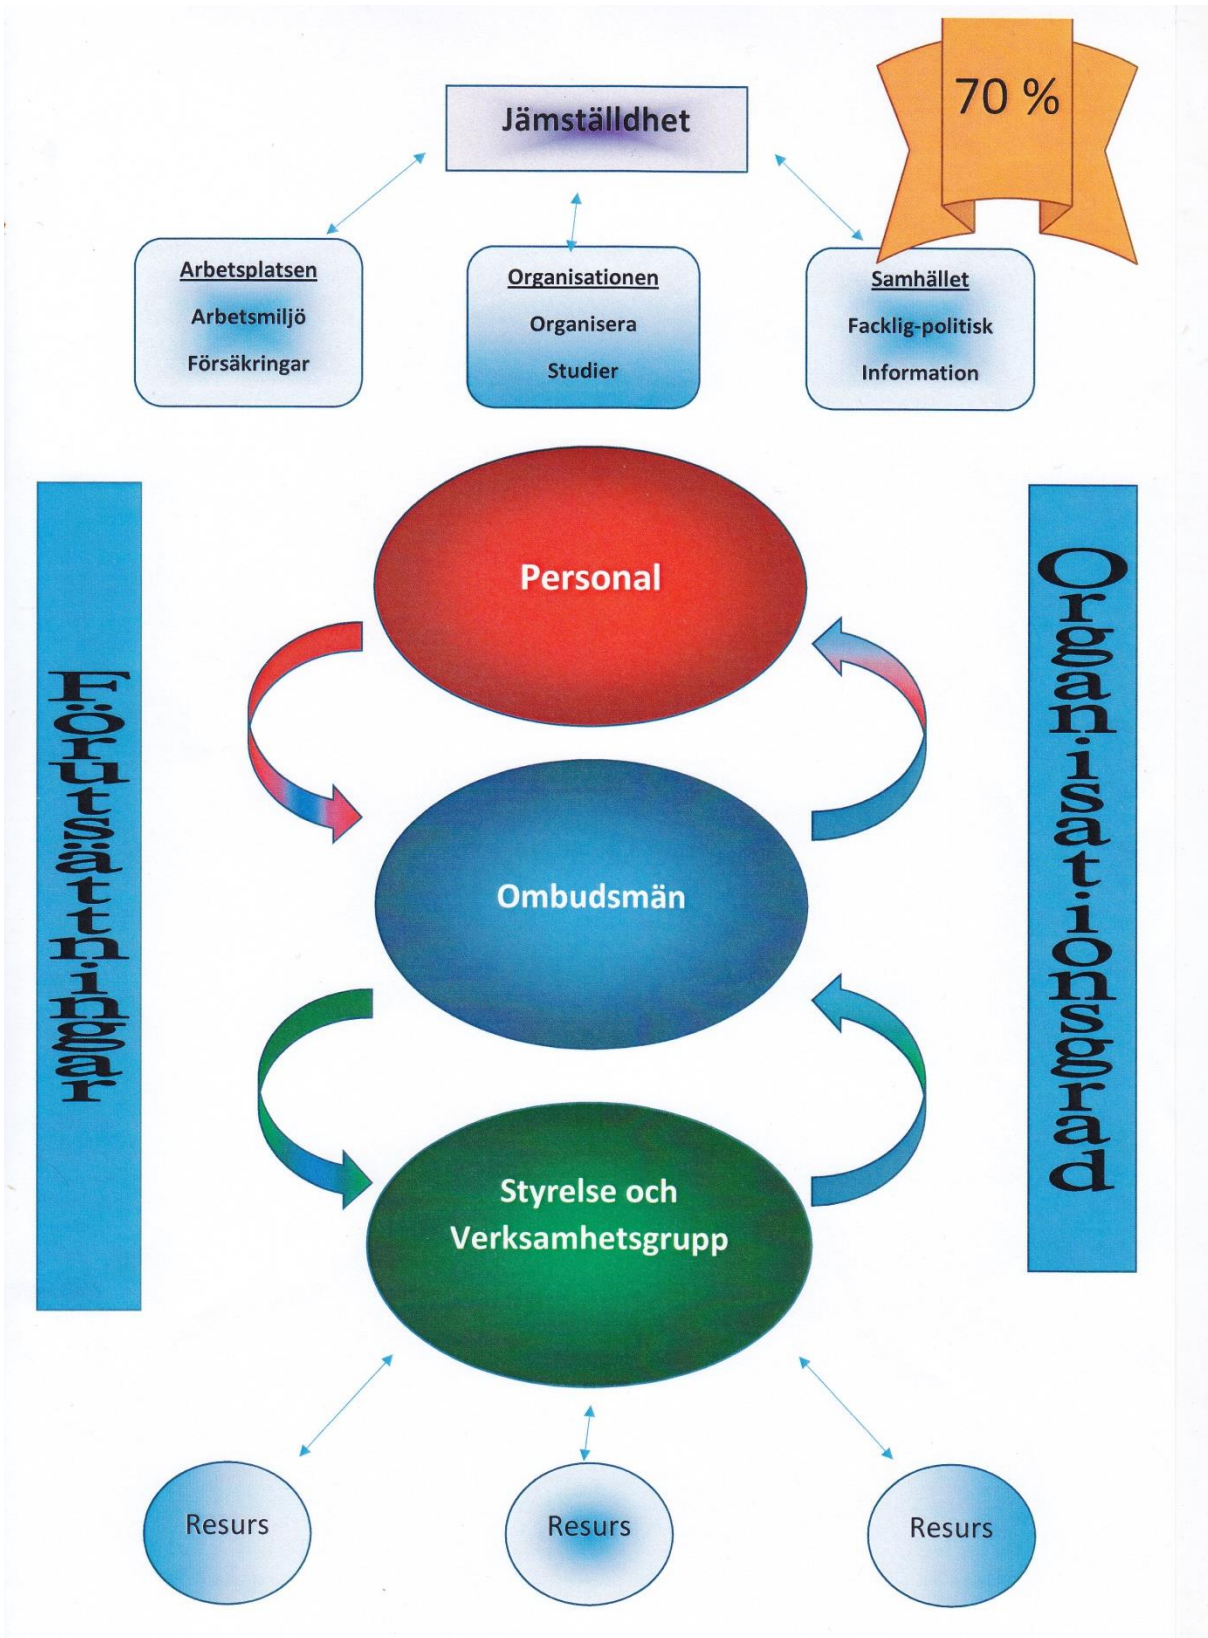 70 %
Jämställdhet
Arbetsplatsen
Arbetsmiljö
Försäkringar
Organisationen
Organisera
Studier
Samhället
Facklig-politisk
Information
Personal
Förutsättningar
Organisationsgrad
Ombudsmän
Styrelse och
Verksamhetsgrupp
Resurs
Resurs
Resurs